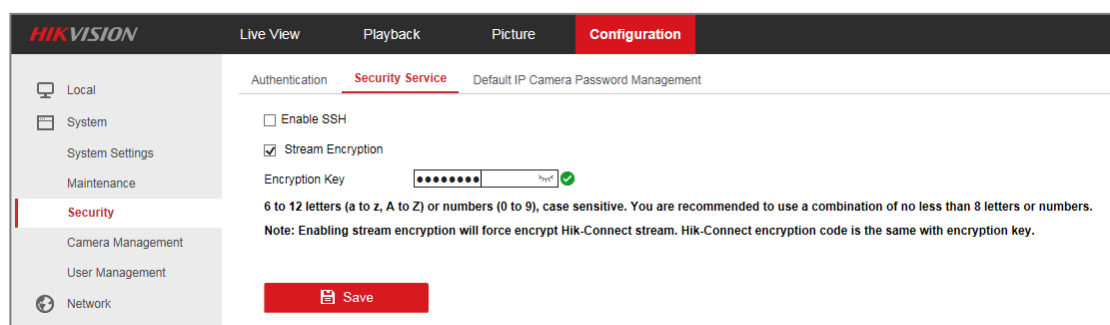 HIKVISION
Live View Playback Picture Configuration
Local
System
System Settings
Maintenance
Security
Camera Management
User Management
Network
Authentication Security Service Default IP Camera Password Management
Enable SSH
Stream Encryption
Encryption Key
6 to 12 letters (a to z, A to Z) or numbers (0 to 9), case sensitive. You are recommended to use a combination of no less than 8 letters or numbers.
Note: Enabling stream encryption will force encrypt Hik-Connect stream. Hik-Connect encryption code is the same with encryption key.
Save